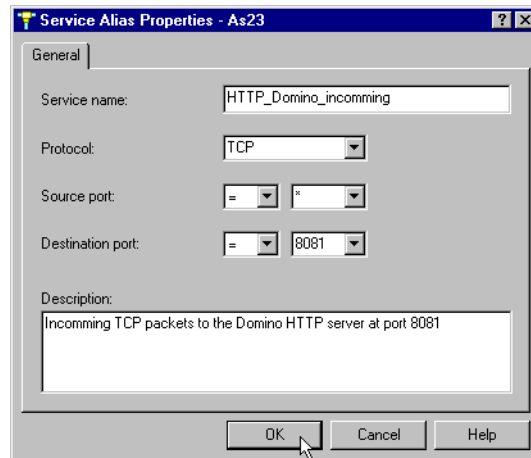 Service Alias Properties - As23
General
Service name: HTTP_Domino_incomming
Protocol: TCP
Source port: = *
Destination port: = 8081
Description:
Incomming TCP packets to the Domino HTTP server at port 8081
OK Cancel Help